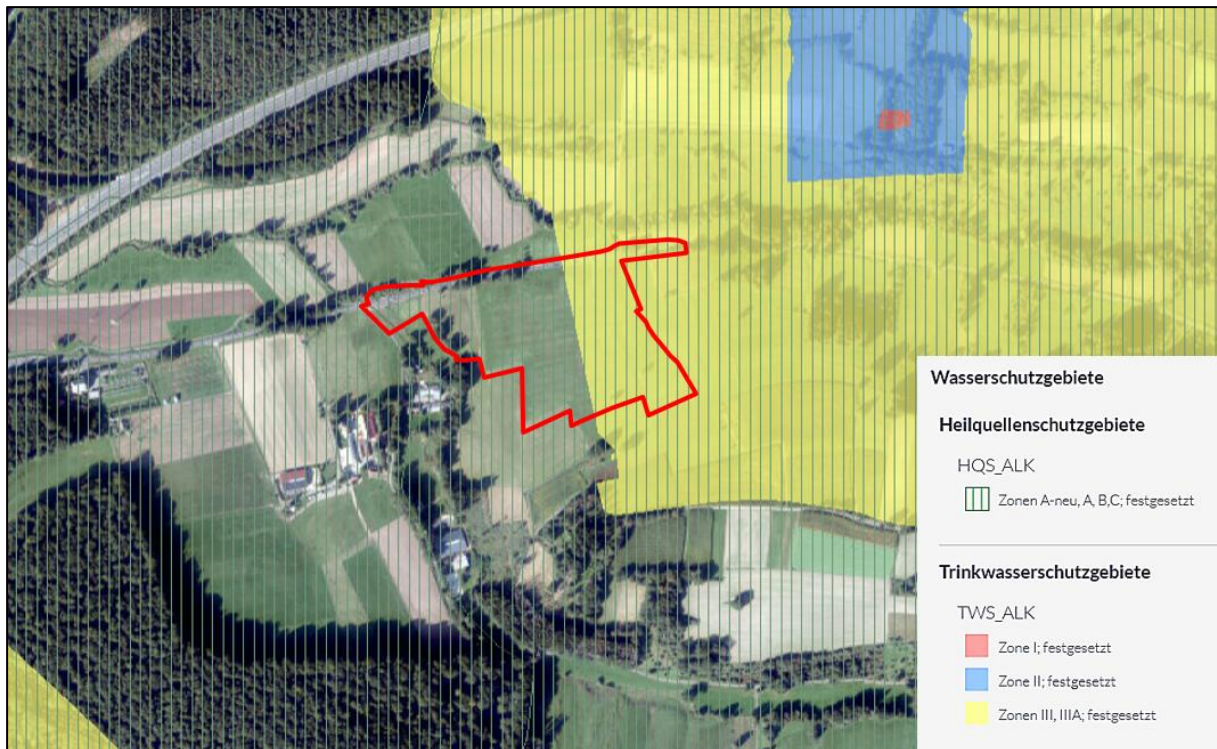 Wasserschutzgebiete
Heilquellenschutzgebiete
HQS_ALK
Zonen A-neu, A, B,C; festgesetzt
Trinkwasserschutzgebiete
TWS_ALK
Zone I; festgesetzt
Zone II; festgesetzt
Zonen III, IIIA; festgesetzt